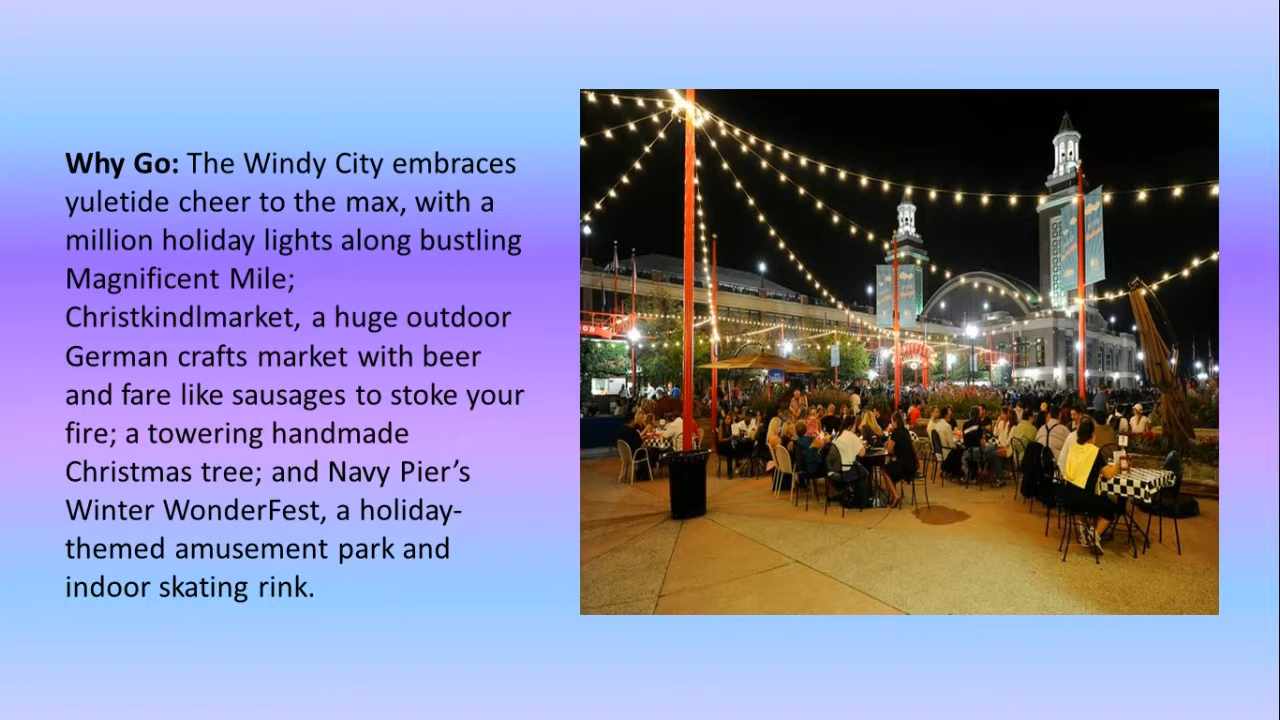 Why Go: The Windy City embraces
yuletide cheer to the max, with a
million holiday lights along bustling
Magnificent Mile;
Christkindlmarket, a huge outdoor
German crafts market with beer
and fare like sausages to stoke your
fire; a towering handmade
Christmas tree; and Navy Pier’s
Winter WonderFest, a holiday-
themed amusement park and
indoor skating rink.